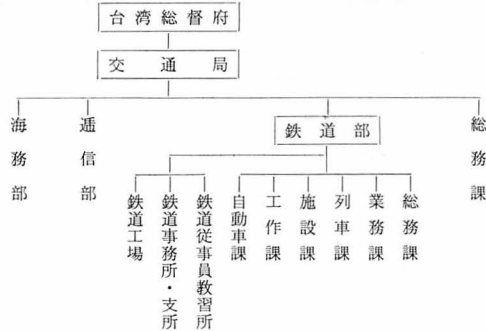 台湾総督府
交通局
総務課
鉄道部
逓信部
海務部
総務課
業務課
列車課
施設課
工作課
自動車課
鉄道従事員教習所
鉄道事務所・支所
鉄道工場